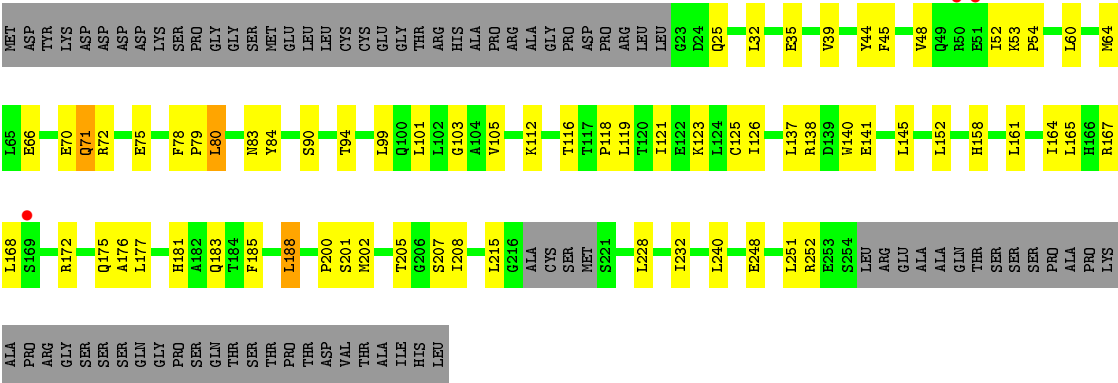 MET ASP TYR LYS ASP ASP ASP ASP LYS SER PRO GLY GLY SER MET GLU LEU LEU CYS CYS GLU GLY THR ARG HIS ALA PRO ARG ALA GLY PRO ASP PRO ARG LEU LEU G23 D24 Q25 L32 E35 V39 Y44 F45 V48 Q49 R50 E51 I52 K53 P54 L60 M64
L65 E66 E70 Q71 R72 E75 F78 P79 L80 N83 Y84 S90 T94 L99 Q100 L101 L102 G103 A104 V105 K112 T116 T117 P118 L119 T120 I121 E122 K123 L124 C125 I126 L137 R138 D139 W140 E141 L145 L152 H158 L161 I164 L165 H166 R167
L168 S169 R172 Q175 A176 L177 H181 A182 Q183 T184 F185 L188 P200 S201 M202 T205 G206 S207 I208 L215 G216 ALA CYS SER MET S221 L228 I232 L240 E248 L251 R252 E253 S254 LEU ARG GLU ALA ALA GLN THR SER SER SER PRO ALA PRO LYS
ALA PRO ARG GLY SER SER SER GLN GLY PRO SER GLN THR SER THR PRO THR ASP VAL THR ALA ILE HIS LEU